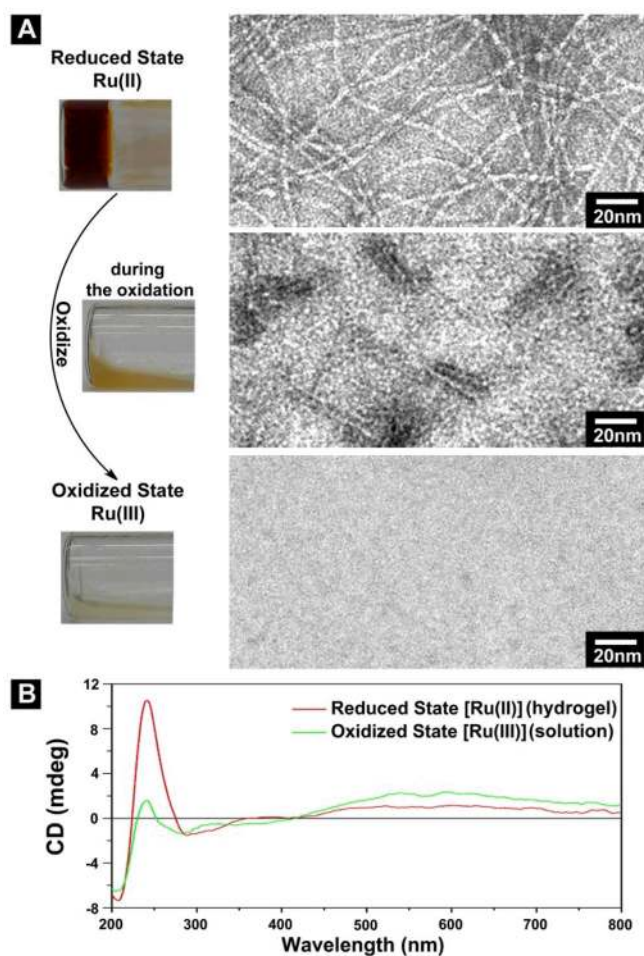 A
Reduced State
Ru(II)
20nm
during
the oxidation
Oxidize
20nm
Oxidized State
Ru(III)
20nm
B
12
8
4
0
-4
-8
CD (mdeg)
Reduced State [Ru(II)] (hydrogel)
Oxidized State [Ru(III)] (solution)
200 300 400 500 600 700 800
Wavelength (nm)